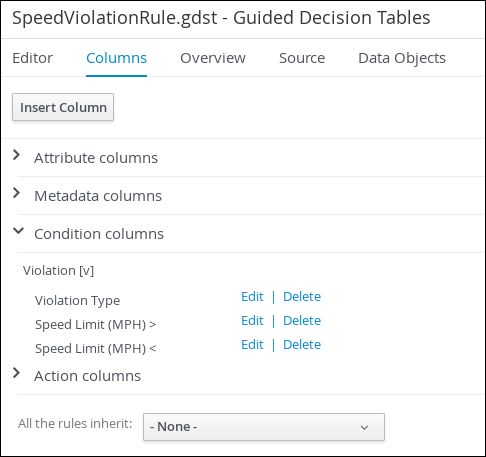 SpeedViolationRule.gdst - Guided Decision Tables
Editor Columns Overview Source Data Objects
Insert Column
Attribute columns
Metadata columns
Condition columns
Violation [v]
Violation Type Edit | Delete
Speed Limit (MPH) > Edit | Delete
Speed Limit (MPH) < Edit | Delete
Action columns
All the rules inherit: - None -